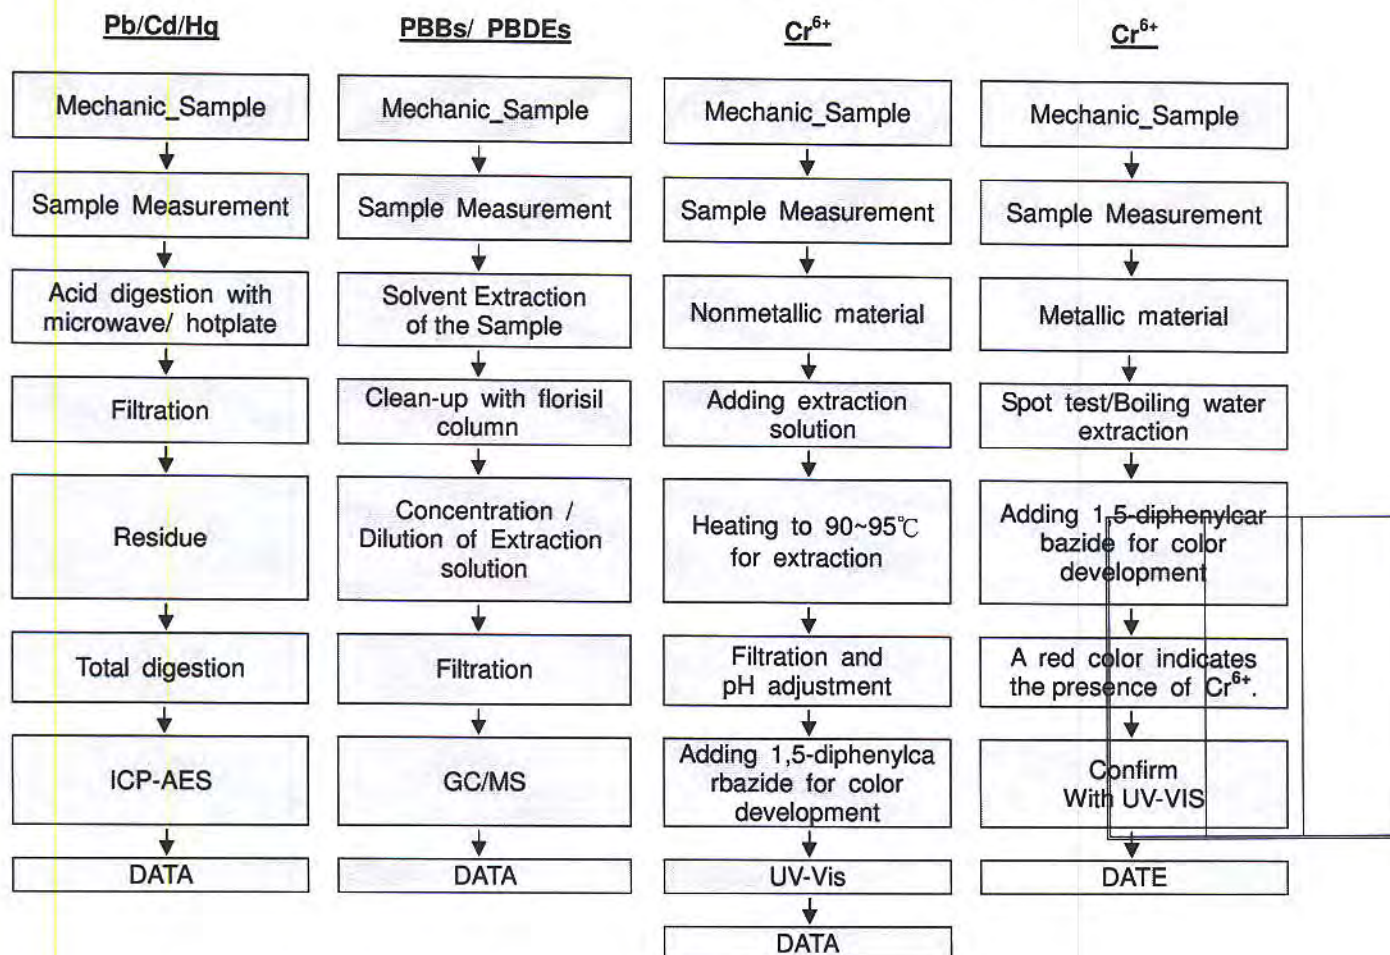 Pb/Cd/Hg
Mechanic_Sample
Sample Measurement
Acid digestion with
microwave/ hotplate
Filtration
Residue
Total digestion
ICP-AES
DATA
PBBs/ PBDEs
Mechanic_Sample
Sample Measurement
Solvent Extraction
of the Sample
Clean-up with florisil
column
Concentration /
Dilution of Extraction
solution
Filtration
GC/MS
DATA
Cr6+
Mechanic_Sample
Sample Measurement
Nonmetallic material
Adding extraction
solution
Heating to 90~95℃
for extraction
Filtration and
pH adjustment
Adding 1,5-diphenylca
rbazide for color
development
UV-Vis
DATA
Cr6+
Mechanic_Sample
Sample Measurement
Metallic material
Spot test/Boiling water
extraction
Adding 1,5-diphenylcar
bazide for color
development
A red color indicates
the presence of Cr6+.
Confirm
With UV-VIS
DATE